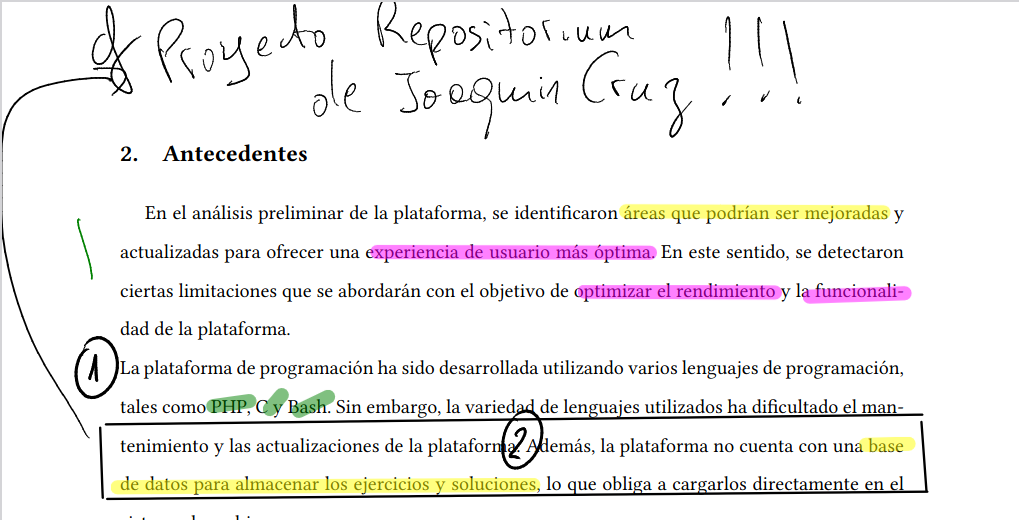 Proyecto Repositorium
de Joaquin Cruz !!!
2. Antecedentes
En el análisis preliminar de la plataforma, se identificaron áreas que podrían ser mejoradas y
actualizadas para ofrecer una experiencia de usuario más óptima. En este sentido, se detectaron
ciertas limitaciones que se abordarán con el objetivo de optimizar el rendimiento y la funcionali-
dad de la plataforma.
1 La plataforma de programación ha sido desarrollada utilizando varios lenguajes de programación,
tales como PHP, C y Bash. Sin embargo, la variedad de lenguajes utilizados ha dificultado el man-
tenimiento y las actualizaciones de la plataforma. 2 Además, la plataforma no cuenta con una base
de datos para almacenar los ejercicios y soluciones, lo que obliga a cargarlos directamente en el